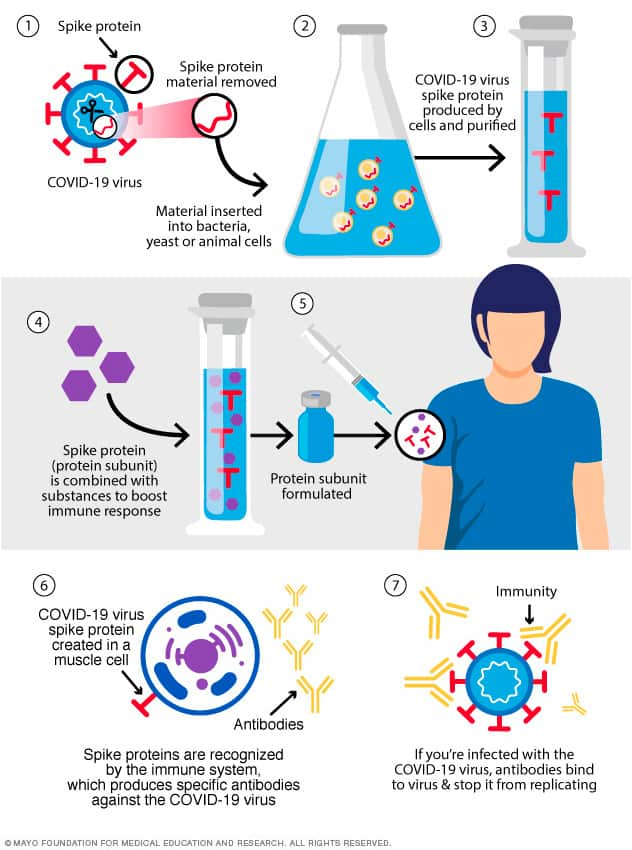 1
Spike protein
Spike protein
material removed
COVID-19 virus
Material inserted
into bacteria,
yeast or animal cells
2
3
COVID-19 virus
spike protein
produced by
cells and purified
4
Spike protein
(protein subunit)
is combined with
substances to boost
immune response
5
Protein subunit
formulated
6
COVID-19 virus
spike protein
created in a
muscle cell
Antibodies
Spike proteins are recognized
by the immune system,
which produces specific antibodies
against the COVID-19 virus
7
Immunity
If you're infected with the
COVID-19 virus, antibodies bind
to virus & stop it from replicating
© MAYO FOUNDATION FOR MEDICAL EDUCATION AND RESEARCH. ALL RIGHTS RESERVED.